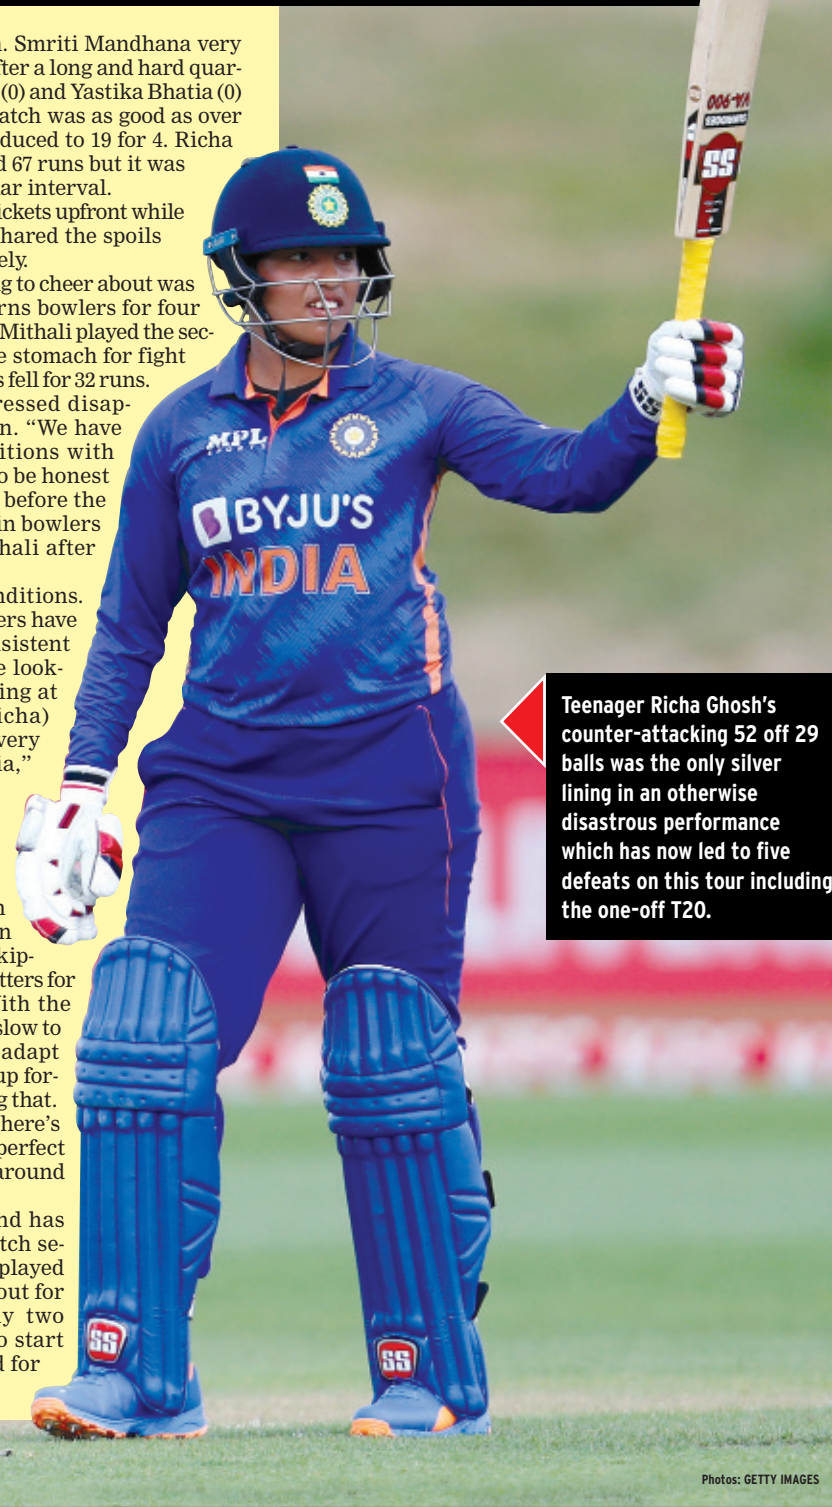 . Smriti Mandhana very
fter a long and hard quar-
(0) and Yastika Bhatia (0)
atch was as good as over
duced to 19 for 4. Richa
d 67 runs but it was
ar interval.
ickets upfront while
hared the spoils
ely.
g to cheer about was
rns bowlers for four
Mithali played the sec-
e stomach for fight
s fell for 32 runs.
ressed disap-
n. “We have
itions with
o be honest
before the
in bowlers
hali after
nditions.
ers have
sistent
e look-
ing at
icha)
very
ia,”
n
n
kip-
tters for
ith the
slow to
adapt
up for-
g that.
here's
perfect
around
nd has
tch se-
played
out for
y two
o start
d for
VA-900
SUNRIDGES
SS
SS
MPL
SPORTS
BYJU'S
INDIA
Teenager Richa Ghosh's
counter-attacking 52 off 29
balls was the only silver
lining in an otherwise
disastrous performance
which has now led to five
defeats on this tour including
the one-off T20.
SS
SS
Photos: GETTY IMAGES